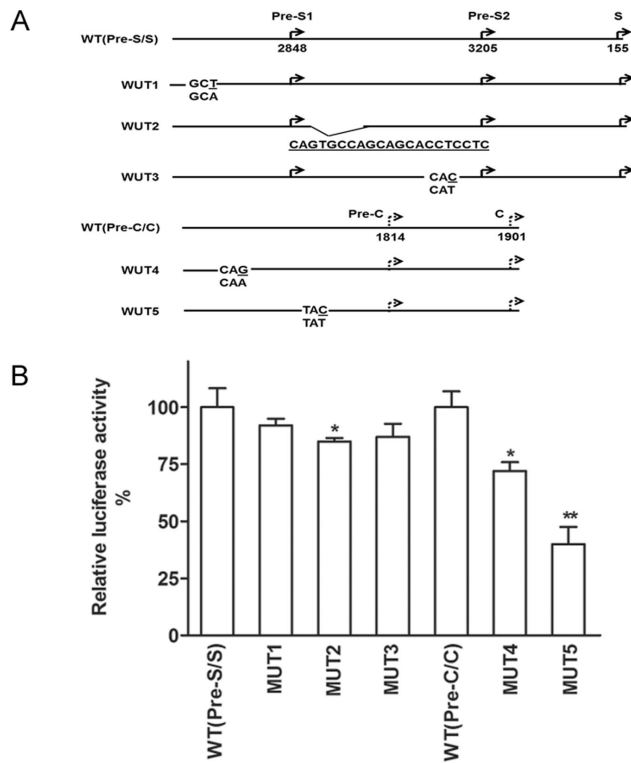 A
Pre-S1 Pre-S2 S
WT(Pre-S/S)
2848 3205 155
WUT1 GCT
GCA
WUT2
CAGTGCCAGCAGCACCTCCTC
WUT3 CAC
CAT
Pre-C C
WT(Pre-C/C)
1814 1901
WUT4 CAG
CAA
WUT5 TAC
TAT
B
Relative luciferase activity
%
100
75
50
25
0
*
*
**
WT(Pre-S/S)
MUT1
MUT2
MUT3
WT(Pre-C/C)
MUT4
MUT5